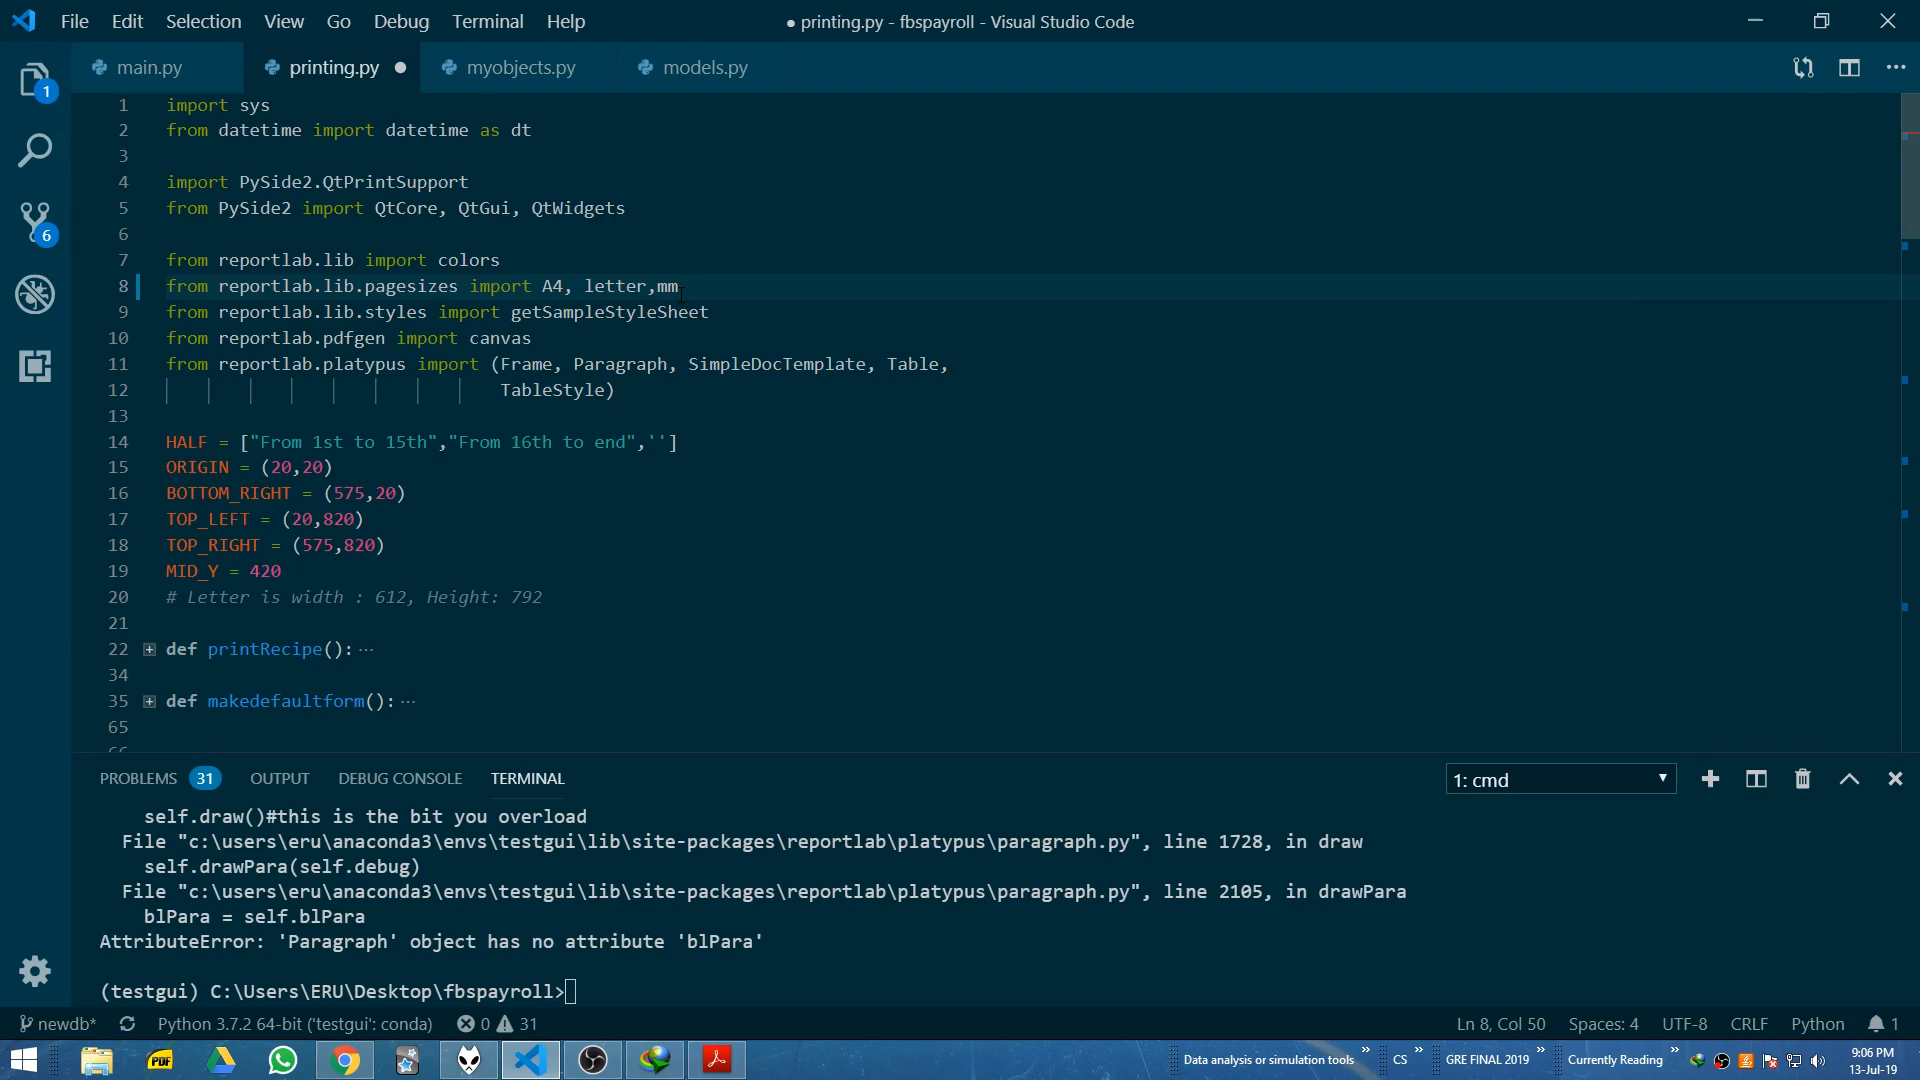 File Edit Selection View Go Debug Terminal Help
● printing.py - fbspayroll - Visual Studio Code
main.py printing.py ● myobjects.py models.py
1 import sys
2 from datetime import datetime as dt
3
4 import PySide2.QtPrintSupport
5 from PySide2 import QtCore, QtGui, QtWidgets
6
7 from reportlab.lib import colors
8 from reportlab.lib.pagesizes import A4, letter,mm
9 from reportlab.lib.styles import getSampleStyleSheet
10 from reportlab.pdfgen import canvas
11 from reportlab.platypus import (Frame, Paragraph, SimpleDocTemplate, Table,
12 TableStyle)
13
14 HALF = ["From 1st to 15th","From 16th to end",'']
15 ORIGIN = (20,20)
16 BOTTOM_RIGHT = (575,20)
17 TOP_LEFT = (20,820)
18 TOP_RIGHT = (575,820)
19 MID_Y = 420
20 # Letter is width : 612, Height: 792
21
22 def printRecipe():···
34
35 def makedefaultform():···
65
66
1
6
PROBLEMS 31 OUTPUT DEBUG CONSOLE TERMINAL
1: cmd
self.draw()#this is the bit you overload
File "c:\users\eru\anaconda3\envs\testgui\lib\site-packages\reportlab\platypus\paragraph.py", line 1728, in draw
self.drawPara(self.debug)
File "c:\users\eru\anaconda3\envs\testgui\lib\site-packages\reportlab\platypus\paragraph.py", line 2105, in drawPara
blPara = self.blPara
AttributeError: 'Paragraph' object has no attribute 'blPara'
(testgui) C:\Users\ERU\Desktop\fbspayroll>
newdb* Python 3.7.2 64-bit ('testgui': conda) 0 31
Ln 8, Col 50 Spaces: 4 UTF-8 CRLF Python 1
PDF
Data analysis or simulation tools » CS » GRE FINAL 2019 » Currently Reading »
9:06 PM
13-Jul-19